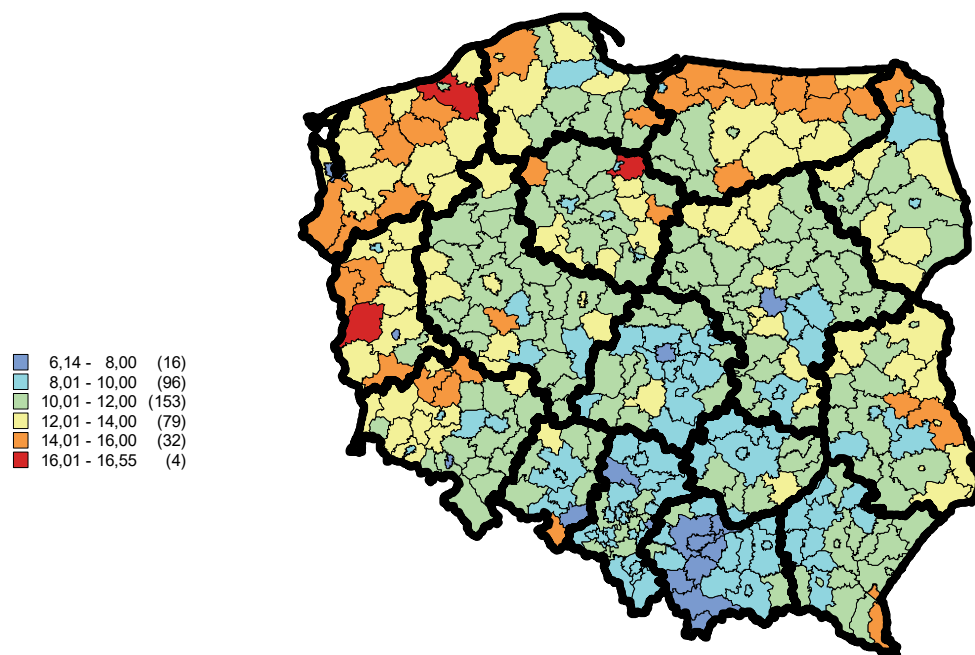 6,14 - 8,00 (16)
8,01 - 10,00 (96)
10,01 - 12,00 (153)
12,01 - 14,00 (79)
14,01 - 16,00 (32)
16,01 - 16,55 (4)